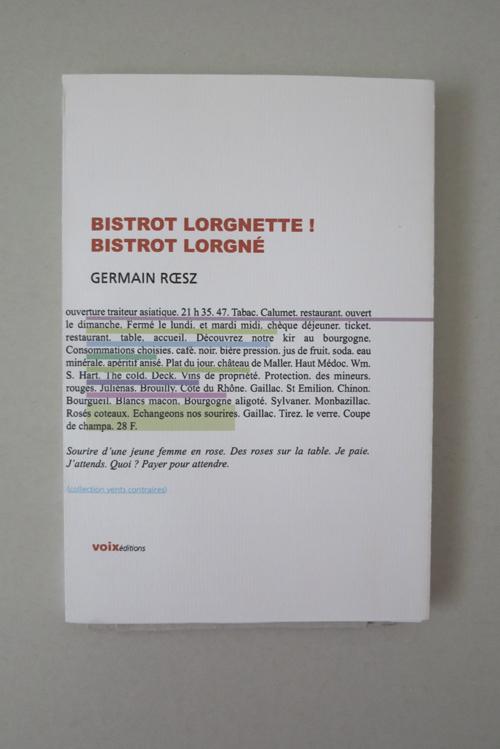 BISTROT LORGNETTE !
BISTROT LORGNÉ
GERMAIN RŒSZ
ouverture traiteur asiatique. 21 h 35. 47. Tabac. Calumet. restaurant. ouvert
le dimanche. Fermé le lundi. et mardi midi. chèque déjeuner. ticket.
restaurant. table. accueil. Découvrez notre kir au bourgogne.
Consommations choisies. café. noir. bière pression. jus de fruit. soda. eau
minérale. apéritif anisé. Plat du jour. château de Maller. Haut Médoc. Wm.
S. Hart. The cold. Deck. Vins de propriété. Protection. des mineurs.
rouges. Juliénas. Brouilly. Côte du Rhône. Gaillac. St Emilion. Chinon.
Bourgueil. Blancs macon. Bourgogne aligoté. Sylvaner. Monbazillac.
Rosés coteaux. Echangeons nos sourires. Gaillac. Tirez. le verre. Coupe
de champa. 28 F.
Sourire d'une jeune femme en rose. Des roses sur la table. Je paie.
J'attends. Quoi ? Payer pour attendre.
(collection vents contraires)
voixéditions